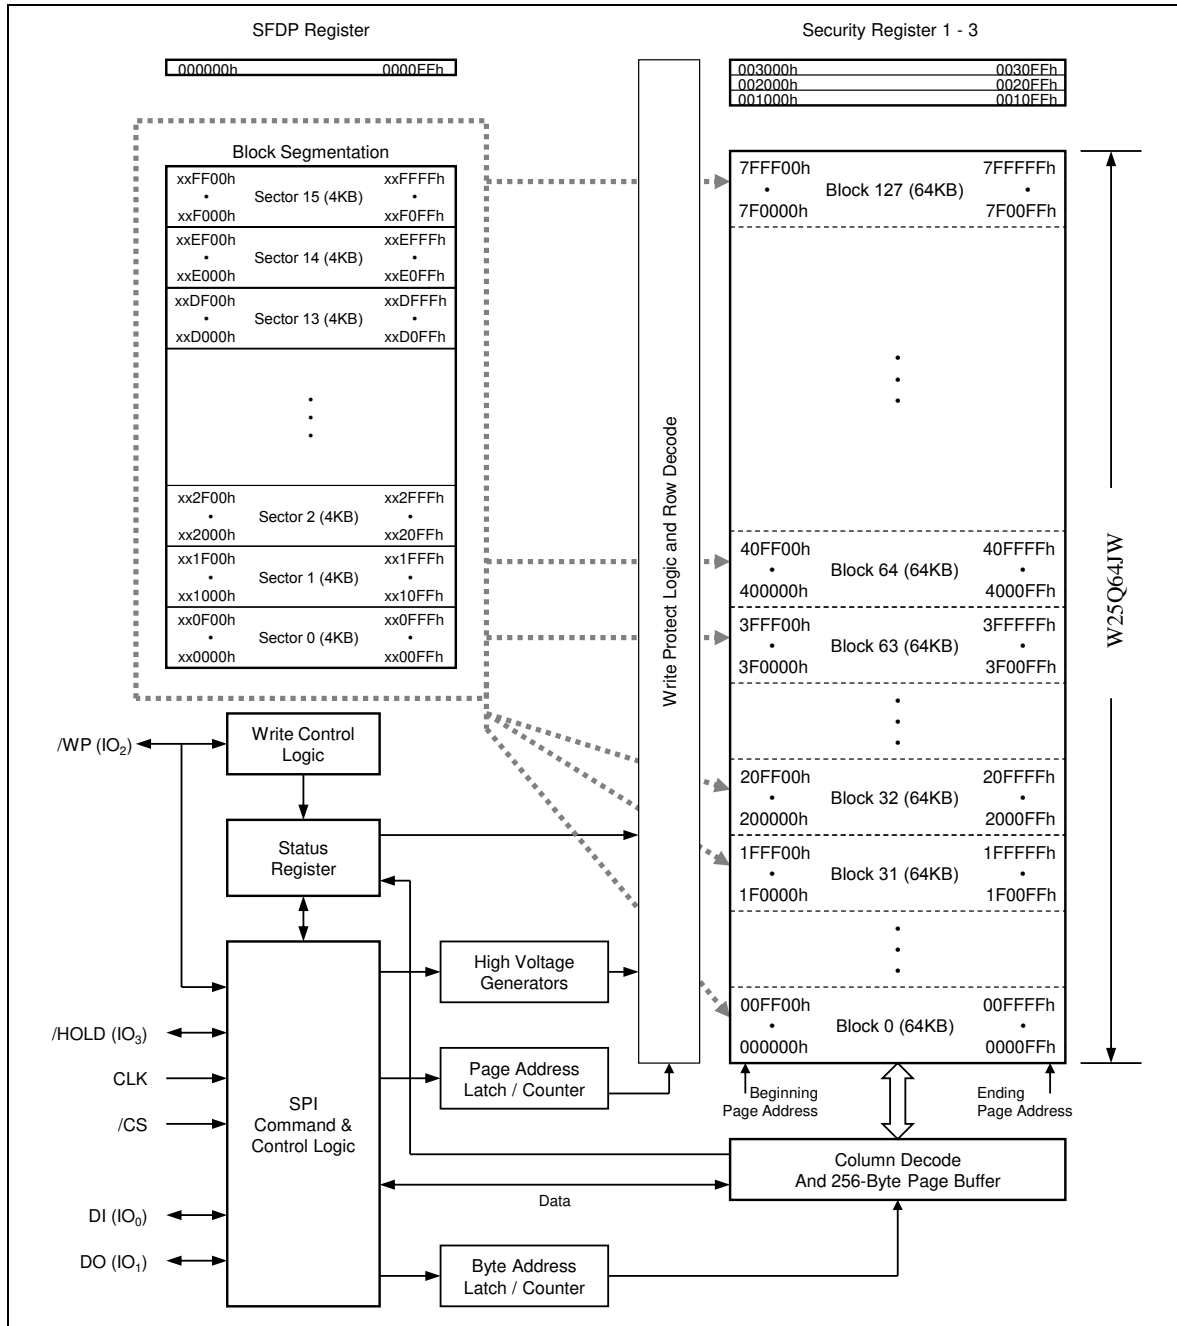 SFDP Register
000000h 0000FFh
Security Register 1 - 3
003000h 0030FFh
002000h 0020FFh
001000h 0010FFh
Block Segmentation
xxFF00h xxFFFFh
• Sector 15 (4KB) •
xxF000h xxF0FFh
xxEF00h xxEFFFh
• Sector 14 (4KB) •
xxE000h xxE0FFh
xxDF00h xxDFFFh
• Sector 13 (4KB) •
xxD000h xxD0FFh
xx2F00h xx2FFFh
• Sector 2 (4KB) •
xx2000h xx20FFh
xx1F00h xx1FFFh
• Sector 1 (4KB) •
xx1000h xx10FFh
xx0F00h xx0FFFh
• Sector 0 (4KB) •
xx0000h xx00FFh
Write Protect Logic and Row Decode
7FFF00h 7FFFFFh
• Block 127 (64KB) •
7F0000h 7F00FFh
40FF00h 40FFFFh
• Block 64 (64KB) •
400000h 4000FFh
3FFF00h 3FFFFFh
• Block 63 (64KB) •
3F0000h 3F00FFh
20FF00h 20FFFFh
• Block 32 (64KB) •
200000h 2000FFh
1FFF00h 1FFFFFh
• Block 31 (64KB) •
1F0000h 1F00FFh
00FF00h 00FFFFh
• Block 0 (64KB) •
000000h 0000FFh
W25Q64JW
Beginning
Page Address
Ending
Page Address
/WP (IO2)
Write Control
Logic
Status
Register
High Voltage
Generators
/HOLD (IO3)
CLK
/CS
Page Address
Latch / Counter
SPI
Command &
Control Logic
Column Decode
And 256-Byte Page Buffer
Data
DI (IO0)
DO (IO1)
Byte Address
Latch / Counter